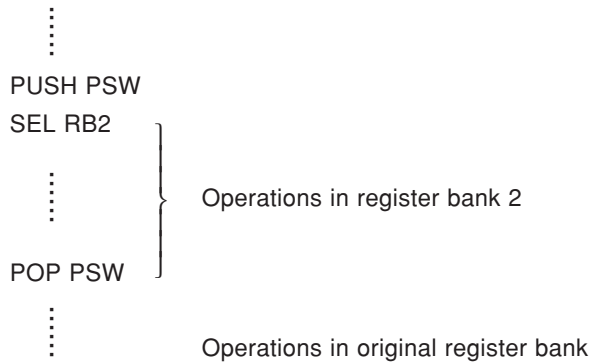 PUSH PSW
SEL RB2
Operations in register bank 2
POP PSW
Operations in original register bank